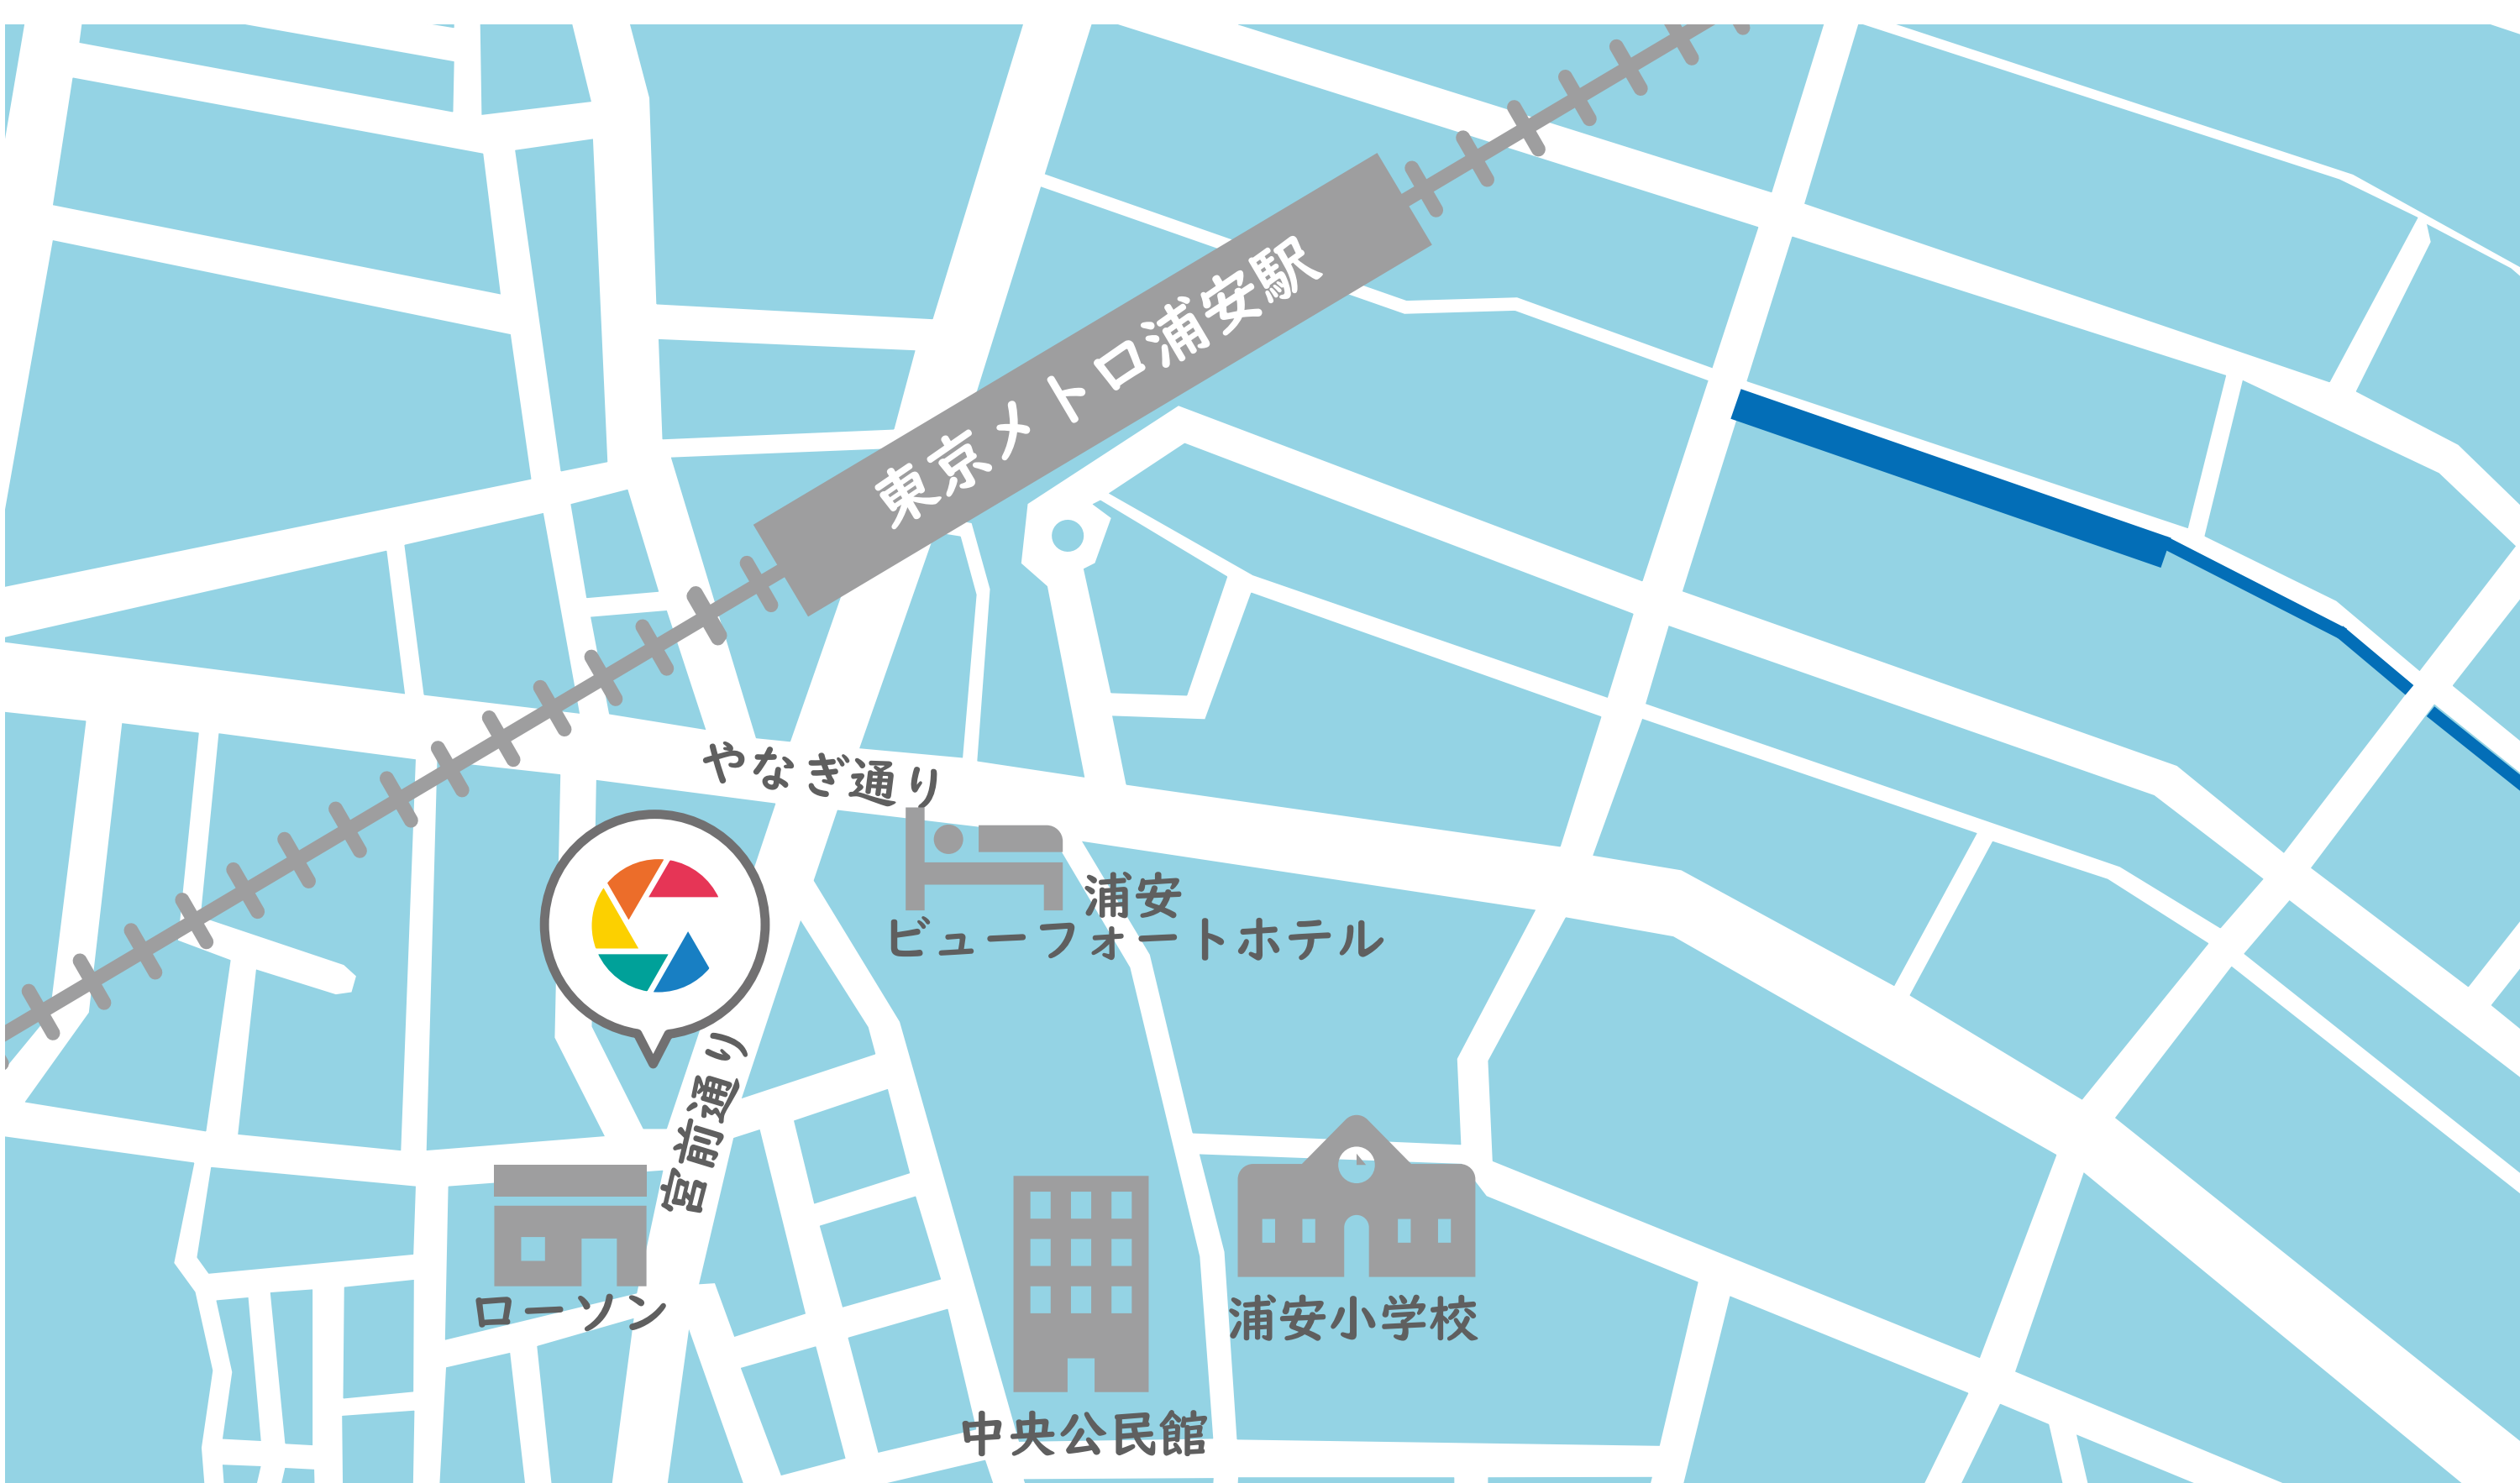 東京メトロ浦安駅
やなぎ通り
浦安
ビューフォートホテル
駅前通り
ローソン
浦安小学校
中央公民館